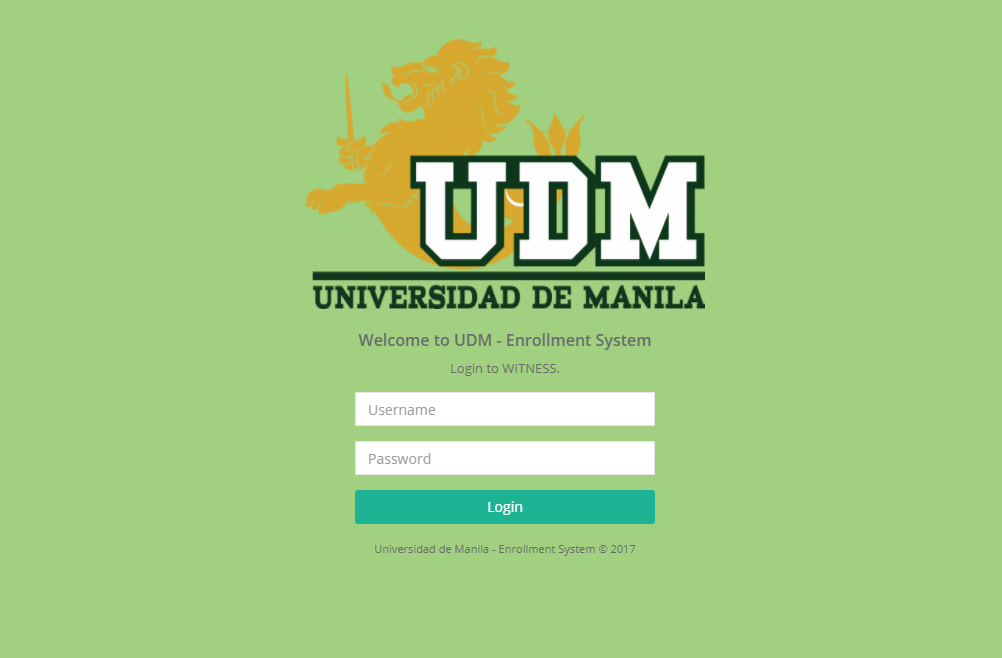 UDM
UNIVERSIDAD DE MANILA
Welcome to UDM - Enrollment System
Login to WITNESS.
Username
Password
Login
Universidad de Manila - Enrollment System © 2017